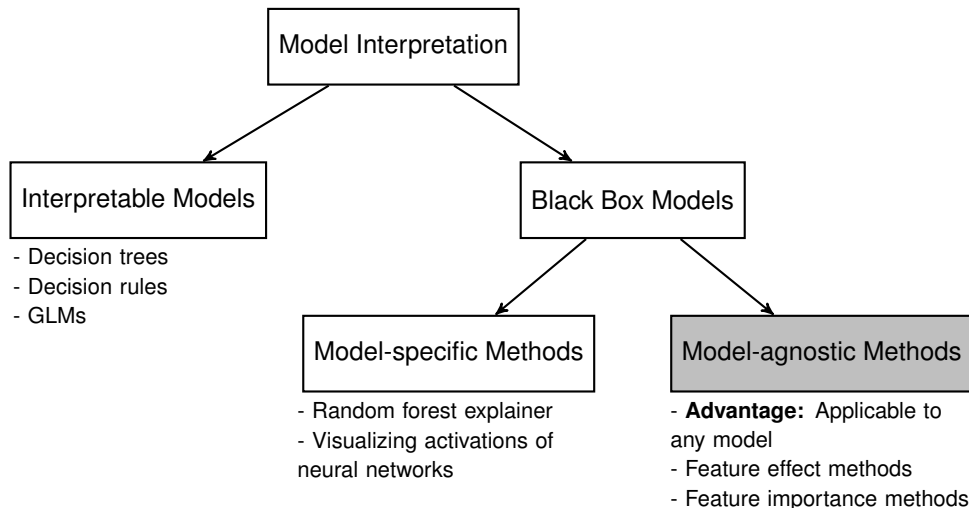 Model Interpretation
Interpretable Models
Black Box Models
- Decision trees
- Decision rules
- GLMs
Model-specific Methods
Model-agnostic Methods
- Random forest explainer
- Visualizing activations of
neural networks
- Advantage: Applicable to
any model
- Feature effect methods
- Feature importance methods